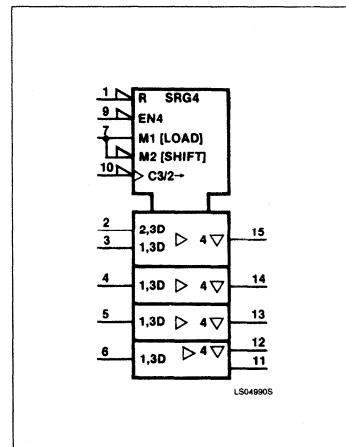 1 R SRG4
9 EN4
7 M1 [LOAD]
M2 [SHIFT]
10 C3/2→
2 2,3D
3 1,3D 4 15
4 1,3D 4 14
5 1,3D 4 13
6 1,3D 4 12
11
LS04990S